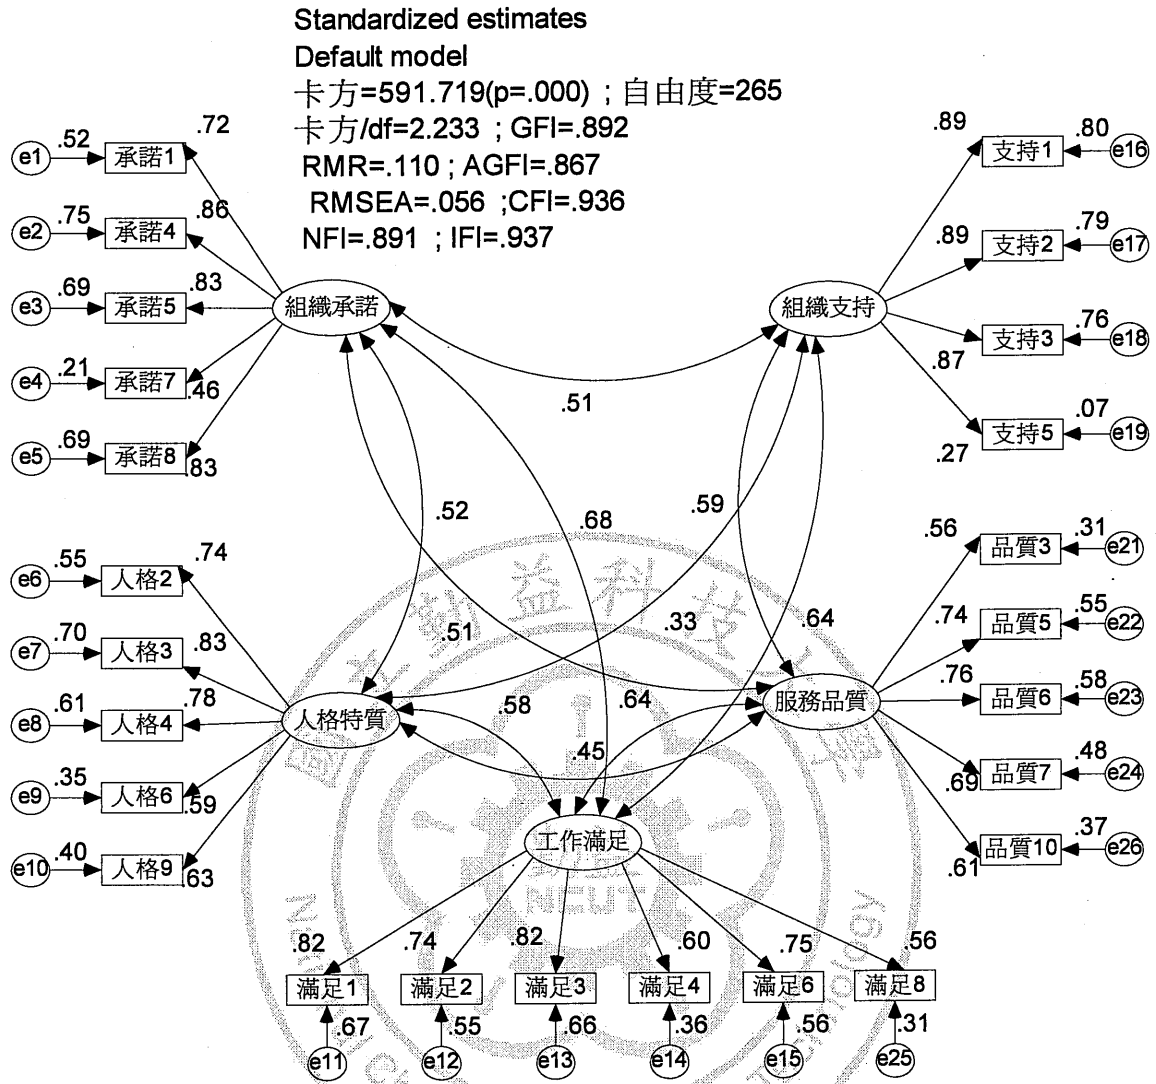 Standardized estimates
Default model
卡方=591.719(p=.000) ; 自由度=265
卡方/df=2.233 ; GFI=.892
RMR=.110 ; AGFI=.867
RMSEA=.056 ;CFI=.936
NFI=.891 ; IFI=.937
e1 .52 承諾1 .72
e2 .75 承諾4 .86
e3 .69 承諾5 .83
e4 .21 承諾7 .46
e5 .69 承諾8 .83
組織承諾
.89 支持1 .80 e16
.89 支持2 .79 e17
支持3 .76 e18
.87
支持5 .07 e19
.27
組織支持
.51
.52
.68
.59
.51
.33
.64
.58
.64
.45
e6 .55 人格2 .74
e7 .70 人格3 .83
e8 .61 人格4 .78
e9 .35 人格6 .59
e10 .40 人格9 .63
人格特質
.56 品質3 .31 e21
.74 品質5 .55 e22
.76 品質6 .58 e23
.69 品質7 .48 e24
.61 品質10 .37 e26
服務品質
工作滿足
.82 .74 .82 .60 .75 .56
滿足1 滿足2 滿足3 滿足4 滿足6 滿足8
.67 .55 .66 .36 .56 .31
e11 e12 e13 e14 e15 e25
勤益科技
NCUT